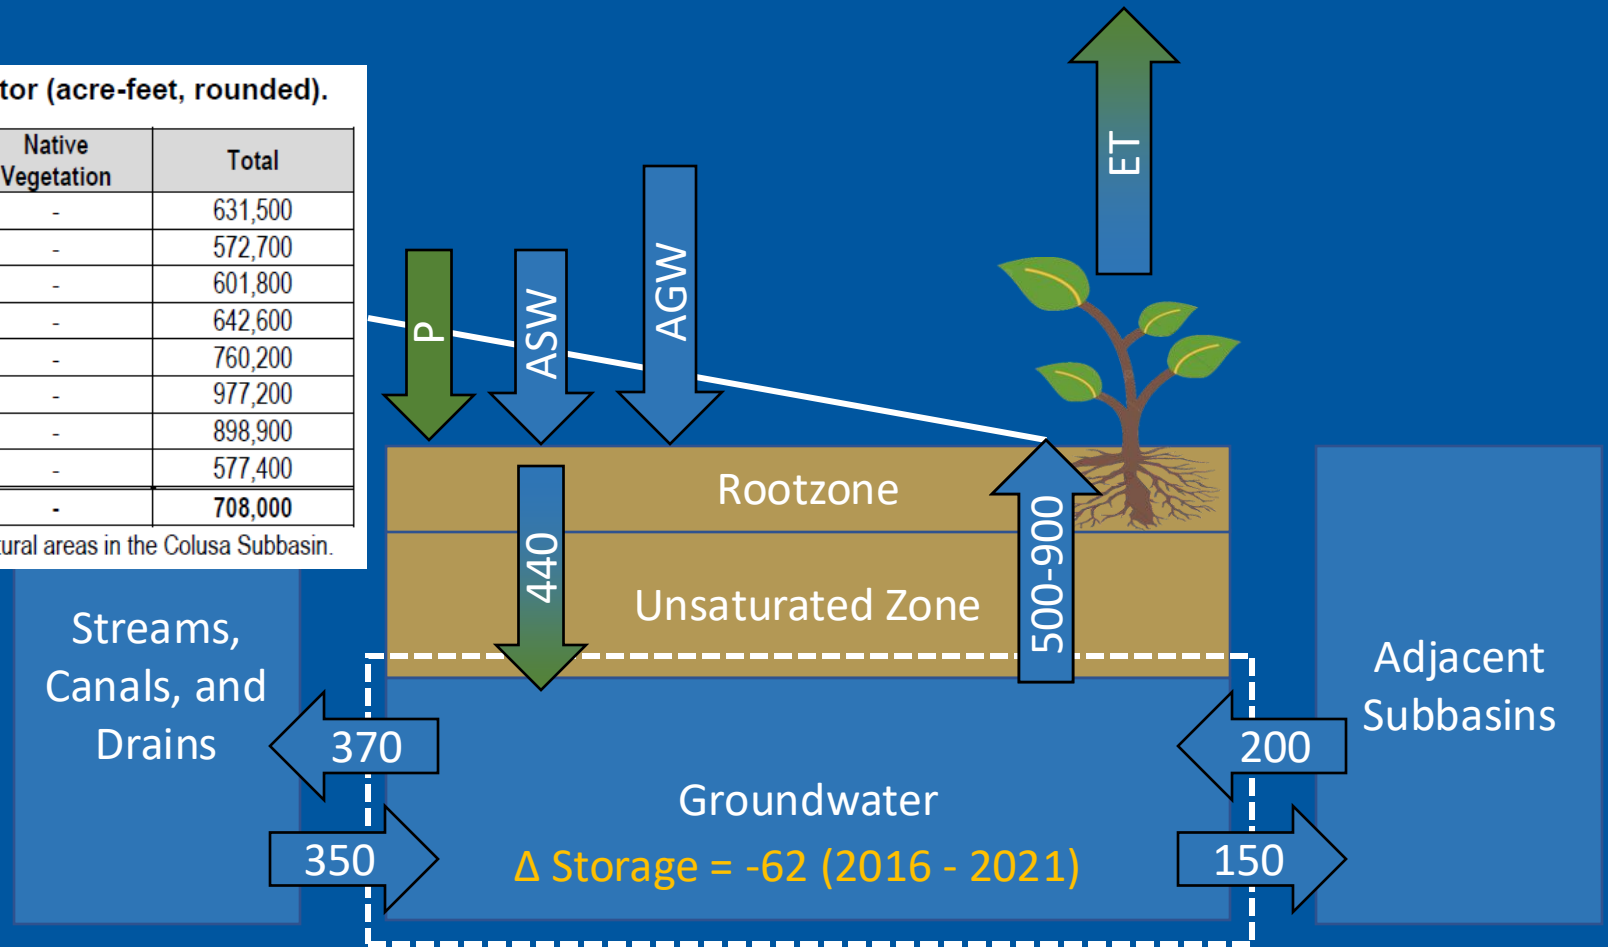 tor (acre-feet, rounded).
Native
Vegetation
Total
- 631,500
- 572,700
- 601,800
- 642,600
- 760,200
- 977,200
- 898,900
- 577,400
- 708,000
tural areas in the Colusa Subbasin.
P
ASW
AGW
ET
Rootzone
440
Unsaturated Zone
500-900
Streams,
Canals, and
Drains
370
350
Groundwater
Δ Storage = -62 (2016 - 2021)
200
150
Adjacent
Subbasins